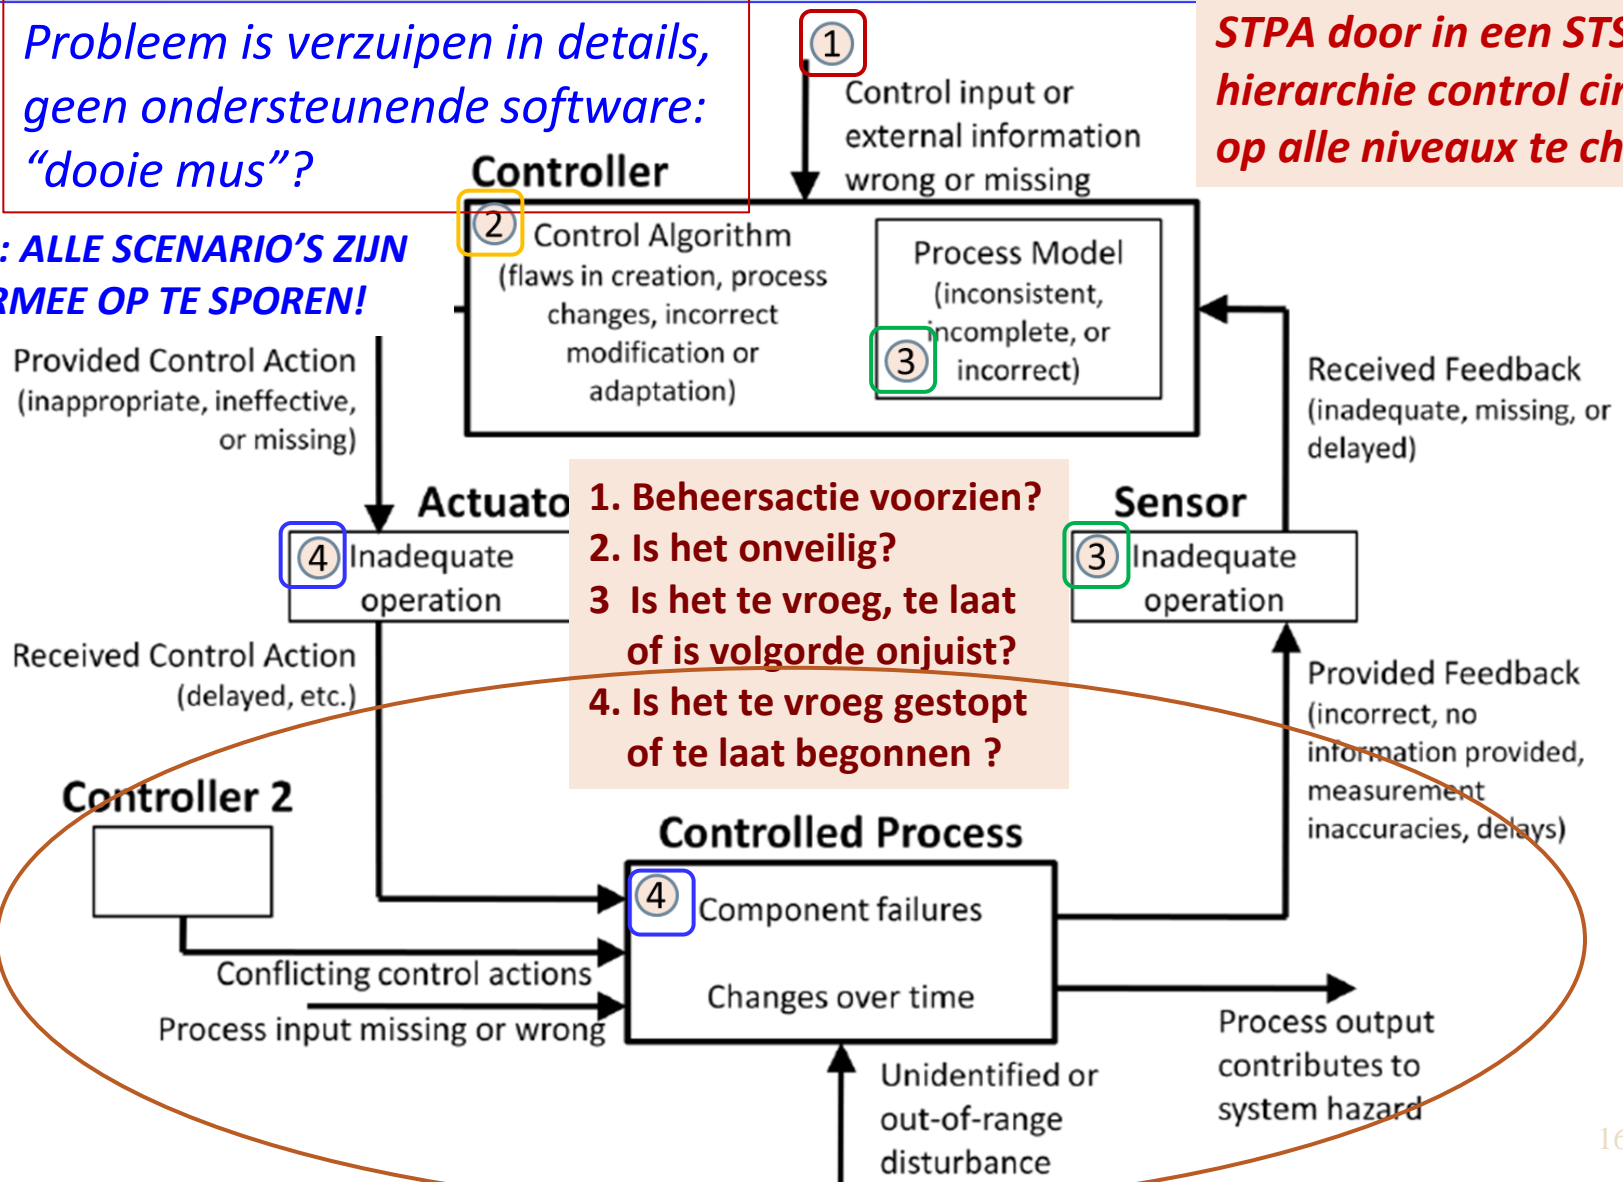 Probleem is verzuipen in details,
geen ondersteunende software:
“dooie mus”?
1
Control input or
external information
wrong or missing
STPA door in een STS
hierarchie control cir
op alle niveaux te ch
: ALLE SCENARIO'S ZIJN
RMEE OP TE SPOREN!
Controller
2
Control Algorithm
(flaws in creation, process
changes, incorrect
modification or
adaptation)
Process Model
(inconsistent,
incomplete, or
incorrect)
3
Provided Control Action
(inappropriate, ineffective,
or missing)
Received Feedback
(inadequate, missing, or
delayed)
Actuato
4
Inadequate
operation
1. Beheersactie voorzien?
2. Is het onveilig?
3 Is het te vroeg, te laat
of is volgorde onjuist?
4. Is het te vroeg gestopt
of te laat begonnen ?
Sensor
3
Inadequate
operation
Received Control Action
(delayed, etc.)
Provided Feedback
(incorrect, no
information provided,
measurement
inaccuracies, delays)
Controller 2
Controlled Process
4
Component failures
Changes over time
Conflicting control actions
Process input missing or wrong
Process output
contributes to
system hazard
Unidentified or
out-of-range
disturbance
16